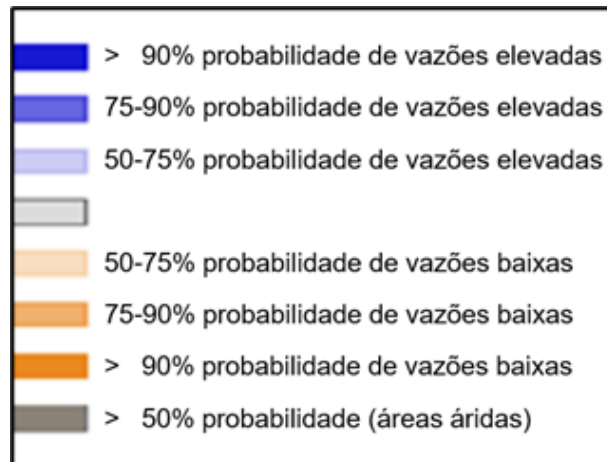 > 90% probabilidade de vazões elevadas
75-90% probabilidade de vazões elevadas
50-75% probabilidade de vazões elevadas
50-75% probabilidade de vazões baixas
75-90% probabilidade de vazões baixas
> 90% probabilidade de vazões baixas
> 50% probabilidade (áreas áridas)